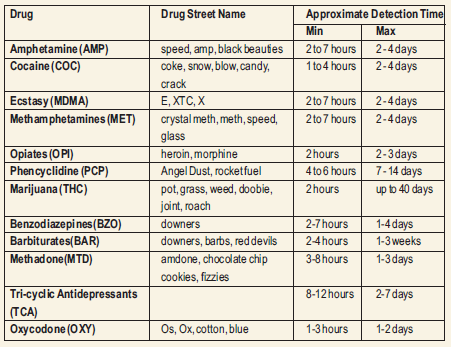 Drug Drug Street Name Approximate Detection Time
Min Max
Amphetamine (AMP) speed, amp, black beauties 2 to 7 hours 2 - 4 days
Cocaine (COC) coke, snow, blow, candy, 1 to 4 hours 2 - 4 days
crack
Ecstasy (MDMA) E, XTC, X 2 to 7 hours 2 - 4 days
Methamphetamines (MET) crystal meth, meth, speed, 2 to 7 hours 2 - 4 days
glass
Opiates (OPI) heroin, morphine 2 hours 2 - 3 days
Phencyclidine (PCP) Angel Dust, rocket fuel 4 to 6 hours 7 - 14 days
Marijuana (THC) pot, grass, weed, doobie, 2 hours up to 40 days
joint, roach
Benzodiazepines (BZO) downers 2-7 hours 1-4 days
Barbiturates (BAR) downers, barbs, red devils 2-4 hours 1-3 weeks
Methadone (MTD) amdone, chocolate chip 3-8 hours 1-3 days
cookies, fizzies
Tri-cyclic Antidepressants 8-12 hours 2-7 days
(TCA)
Oxycodone (OXY) Os, Ox, cotton, blue 1-3 hours 1-2 days